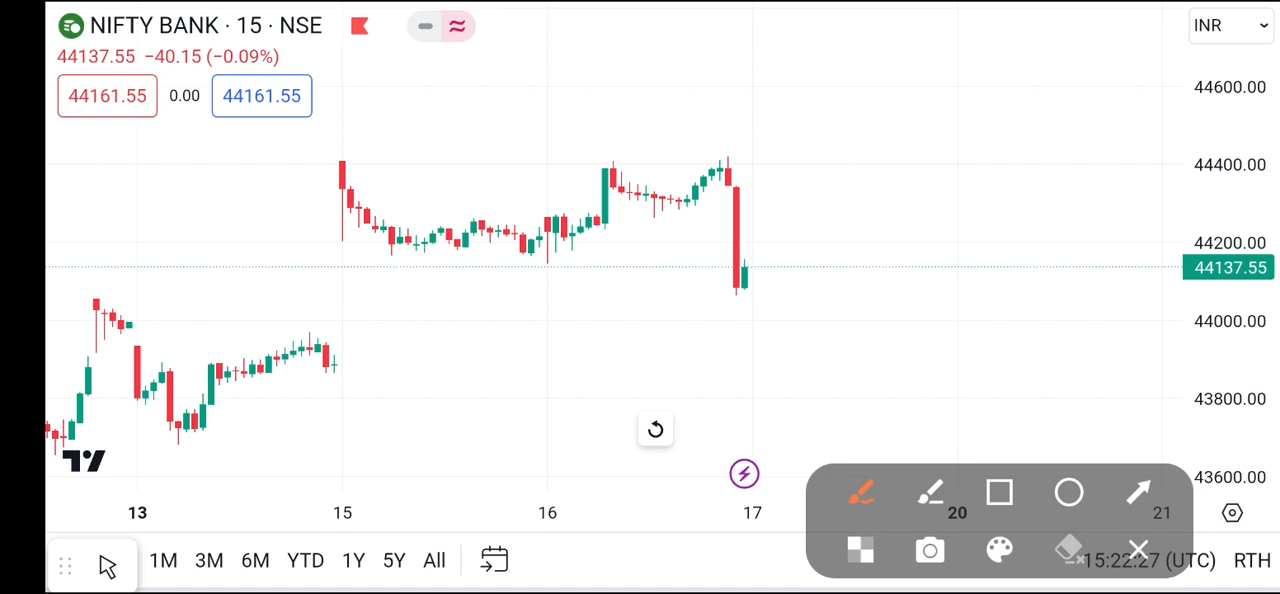 NIFTY BANK · 15 · NSE
INR
44137.55 −40.15 (−0.09%)
44161.55 0.00 44161.55
44600.00
44400.00
44200.00
44137.55
44000.00
43800.00
43600.00
13 15 16 17 20 21
1M 3M 6M YTD 1Y 5Y All 15:22:27 (UTC) RTH